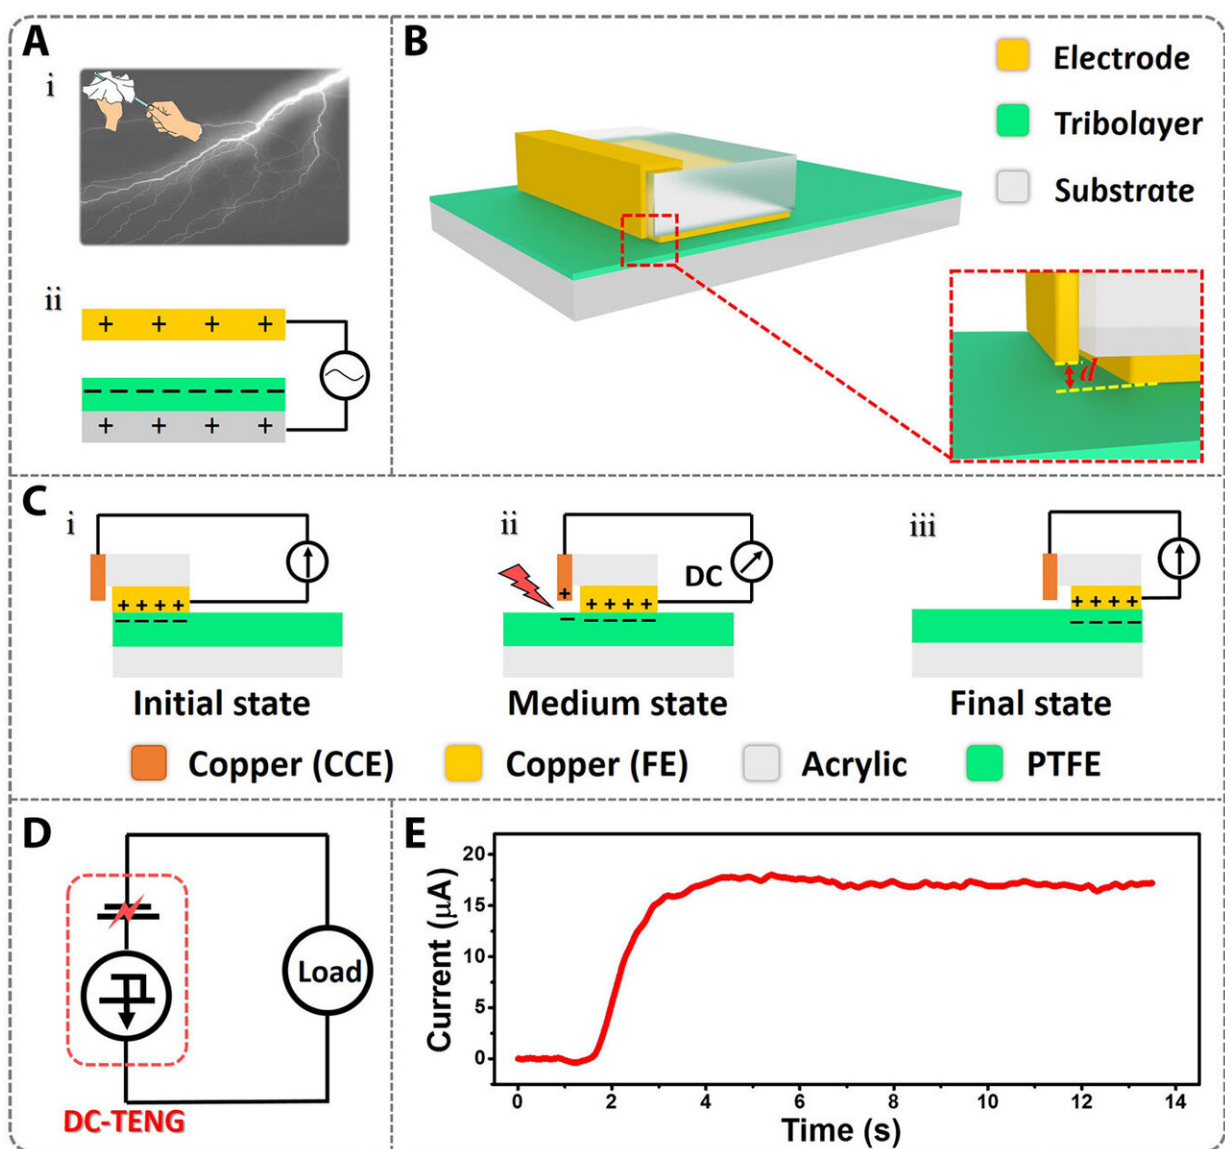 A
i
ii
+ + + +
− − − − − − − −
+ + + +
B
Electrode
Tribolayer
Substrate
d
C
i
+ + + +
− − − −
Initial state
ii
DC
+
+ + + +
− − − − −
Medium state
iii
+ + + +
− − − −
Final state
Copper (CCE)
Copper (FE)
Acrylic
PTFE
D
Load
DC-TENG
E
Current (μA)
20
15
10
5
0
0 2 4 6 8 10 12 14
Time (s)